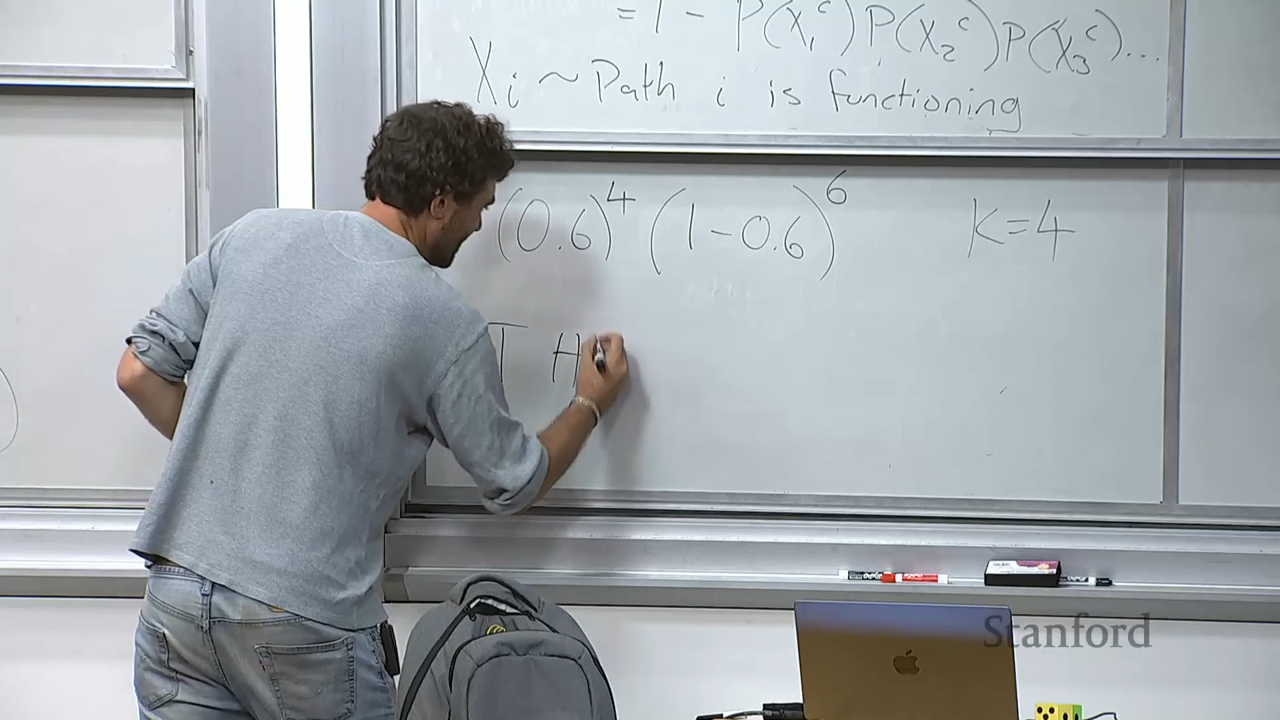 = 1 - P(X₁ᶜ) P(X₂ᶜ) P(X₃ᶜ)...
Xᵢ ~ Path i is functioning
(0.6)⁴ (1 - 0.6)⁶ K=4
T H
Stanford